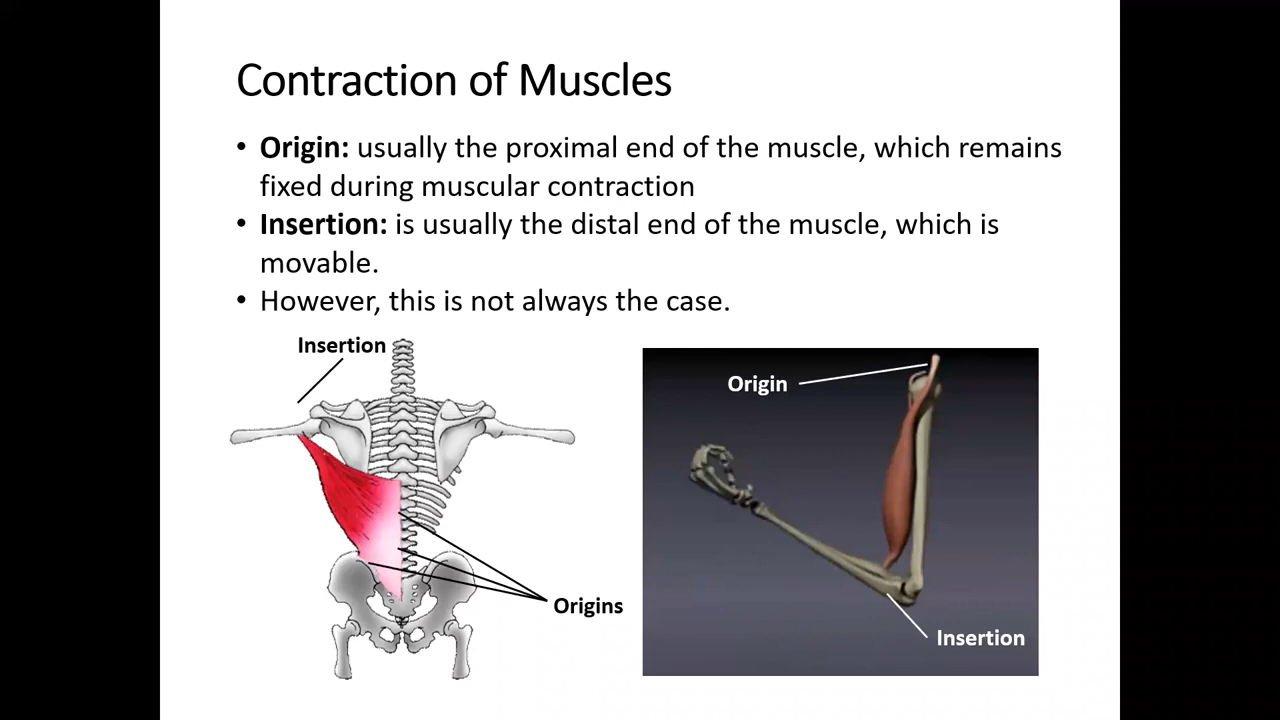 Contraction of Muscles
• Origin: usually the proximal end of the muscle, which remains
fixed during muscular contraction
• Insertion: is usually the distal end of the muscle, which is
movable.
• However, this is not always the case.
Insertion
Origins
Origin
Insertion